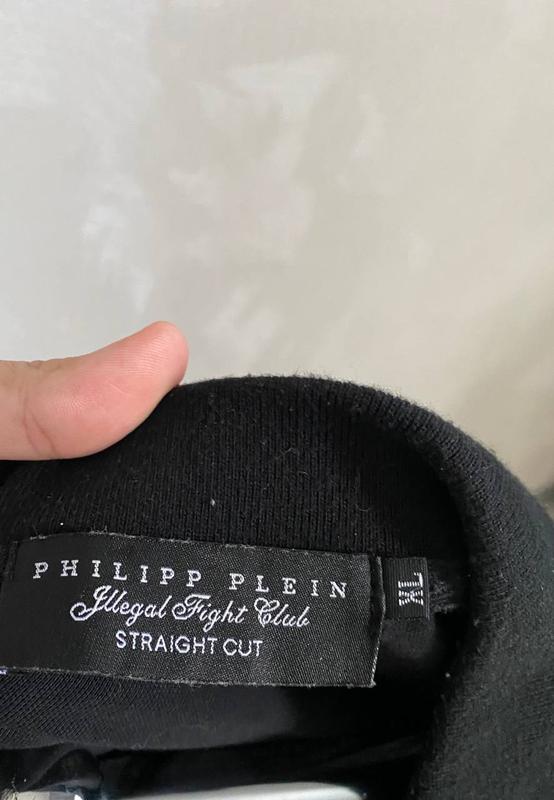 PHILIPP PLEIN
Illegal Fight Club
STRAIGHT CUT
XL